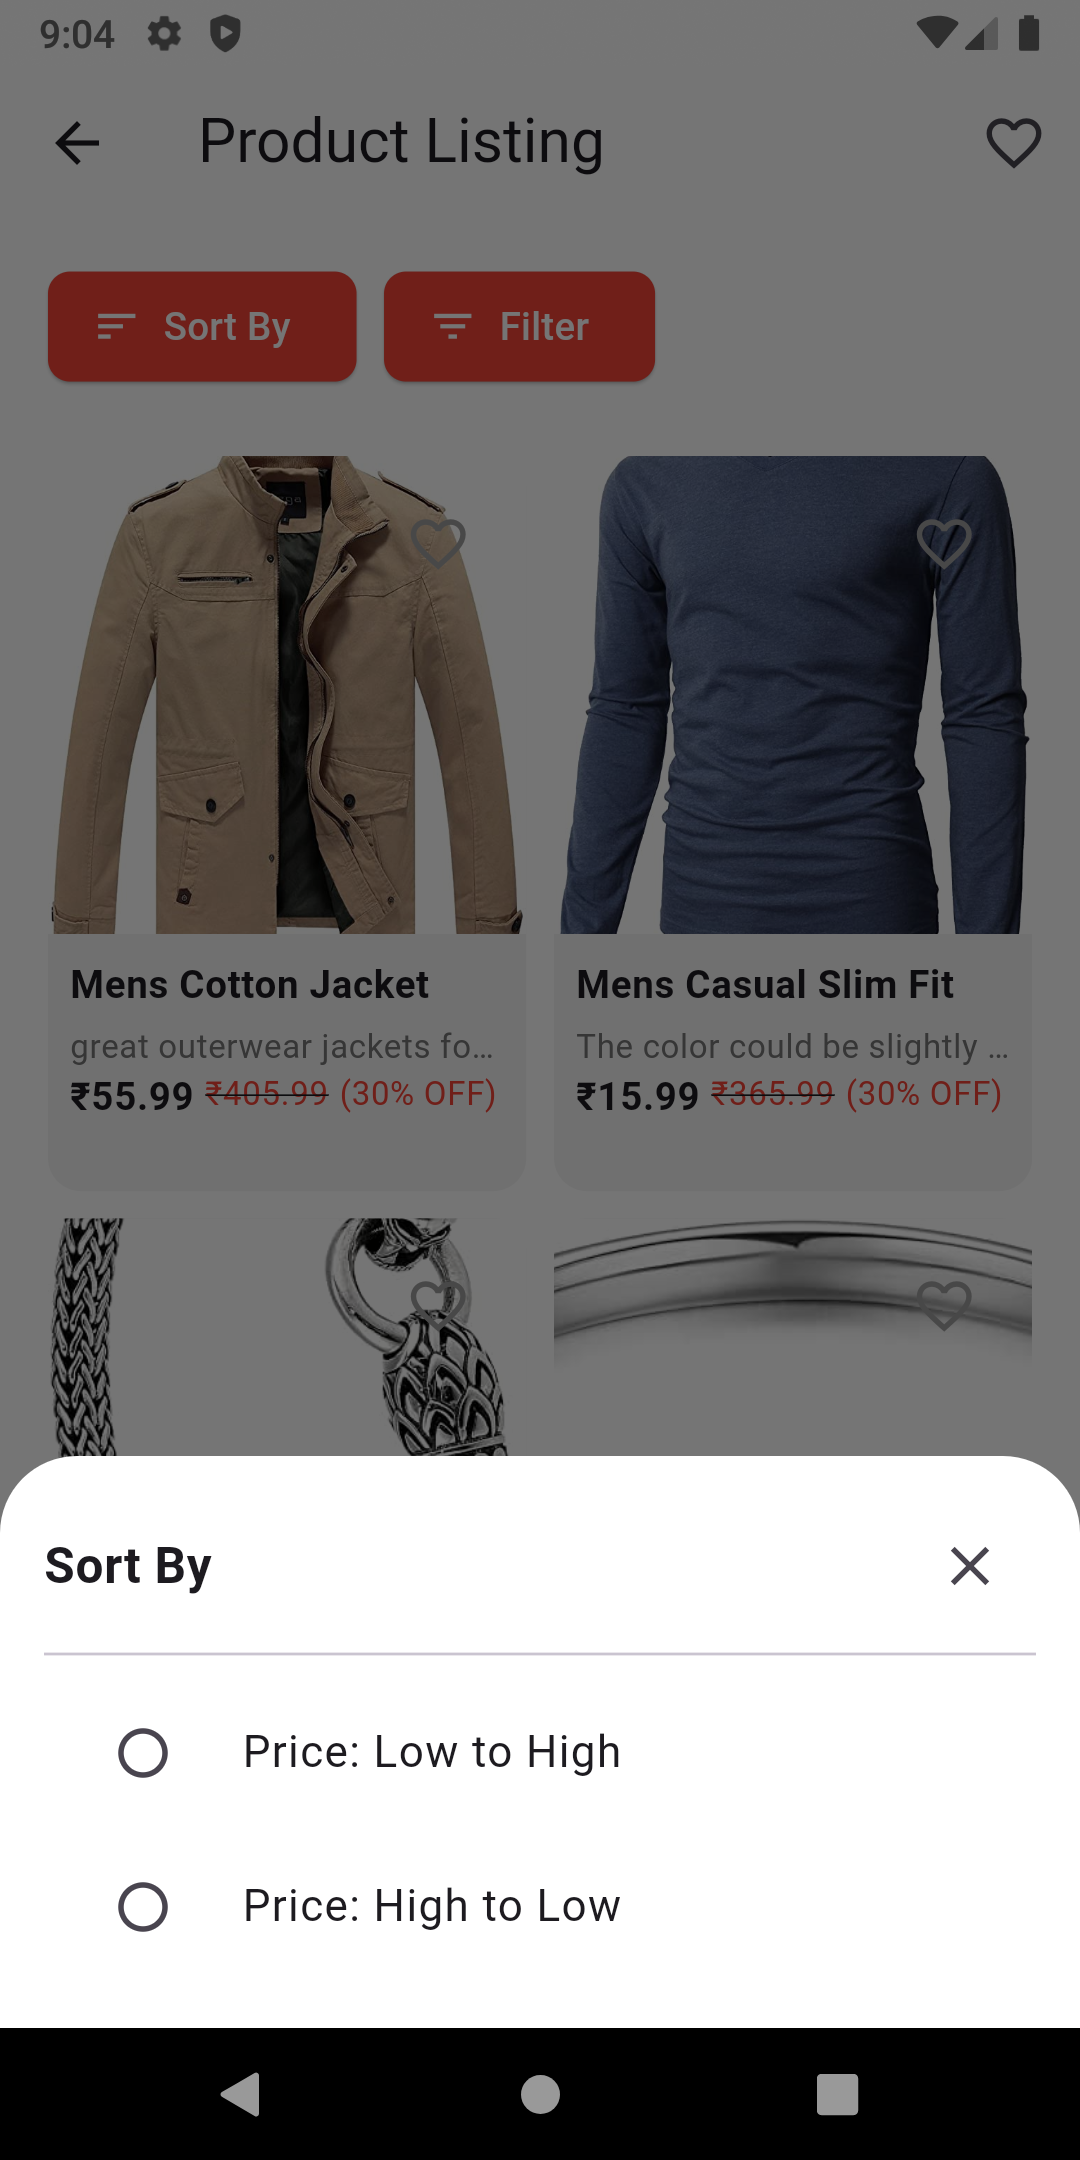 9:04
Product Listing
Sort By
Filter
Mens Cotton Jacket
great outerwear jackets fo...
₹55.99 ₹405.99 (30% OFF)
Mens Casual Slim Fit
The color could be slightly ...
₹15.99 ₹365.99 (30% OFF)
Sort By
Price: Low to High
Price: High to Low